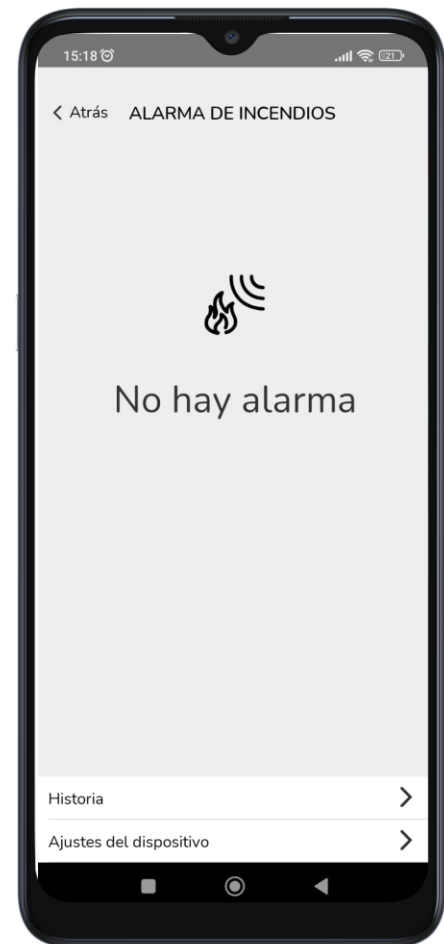 15:18
21
Atrás ALARMA DE INCENDIOS
No hay alarma
Historia
Ajustes del dispositivo